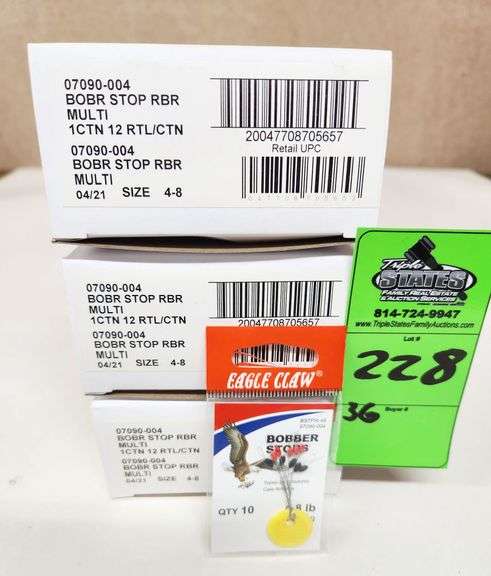 07090-004
BOBR STOP RBR
MULTI
1CTN 12 RTL/CTN
20047708705657
Retail UPC
07090-004
BOBR STOP RBR
MULTI
04/21 SIZE 4-8
07090-004
BOBR STOP RBR
MULTI
1CTN 12 RTL/CTN
20047708705657
07090-004
BOBR STOP RBR
MULTI
04/21 SIZE 4-8
07090-004
BOBR STOP RBR
MULTI
1CTN 12 RTL/CTN
07090-004
BOBR STOP RBR
MULTI
04/21 SIZE 4-8
EAGLE CLAW®
07090-004
BOBBER
STOPS
QTY 10
8 lb
Triple
STATES
FAMILY REAL ESTATE
& AUCTION SERVICES
814-724-9947
www.TripleStatesFamilyAuctions.com
Lot #
228
Buyer #
36